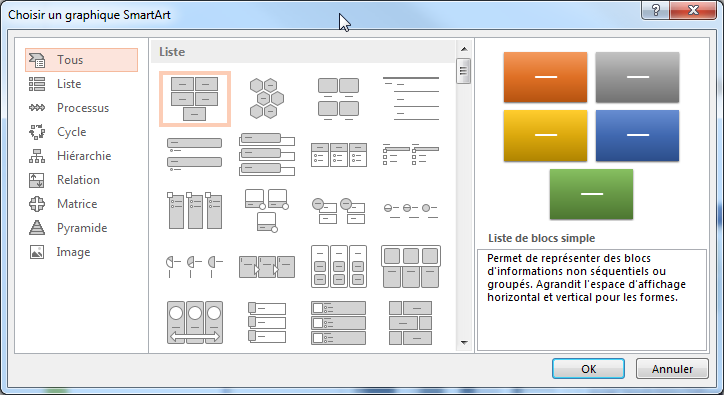 Choisir un graphique SmartArt
Tous
Liste
Processus
Cycle
Hiérarchie
Relation
Matrice
Pyramide
Image
Liste
Liste de blocs simple
Permet de représenter des blocs
d'informations non séquentiels ou
groupés. Agrandit l'espace d'affichage
horizontal et vertical pour les formes.
OK
Annuler